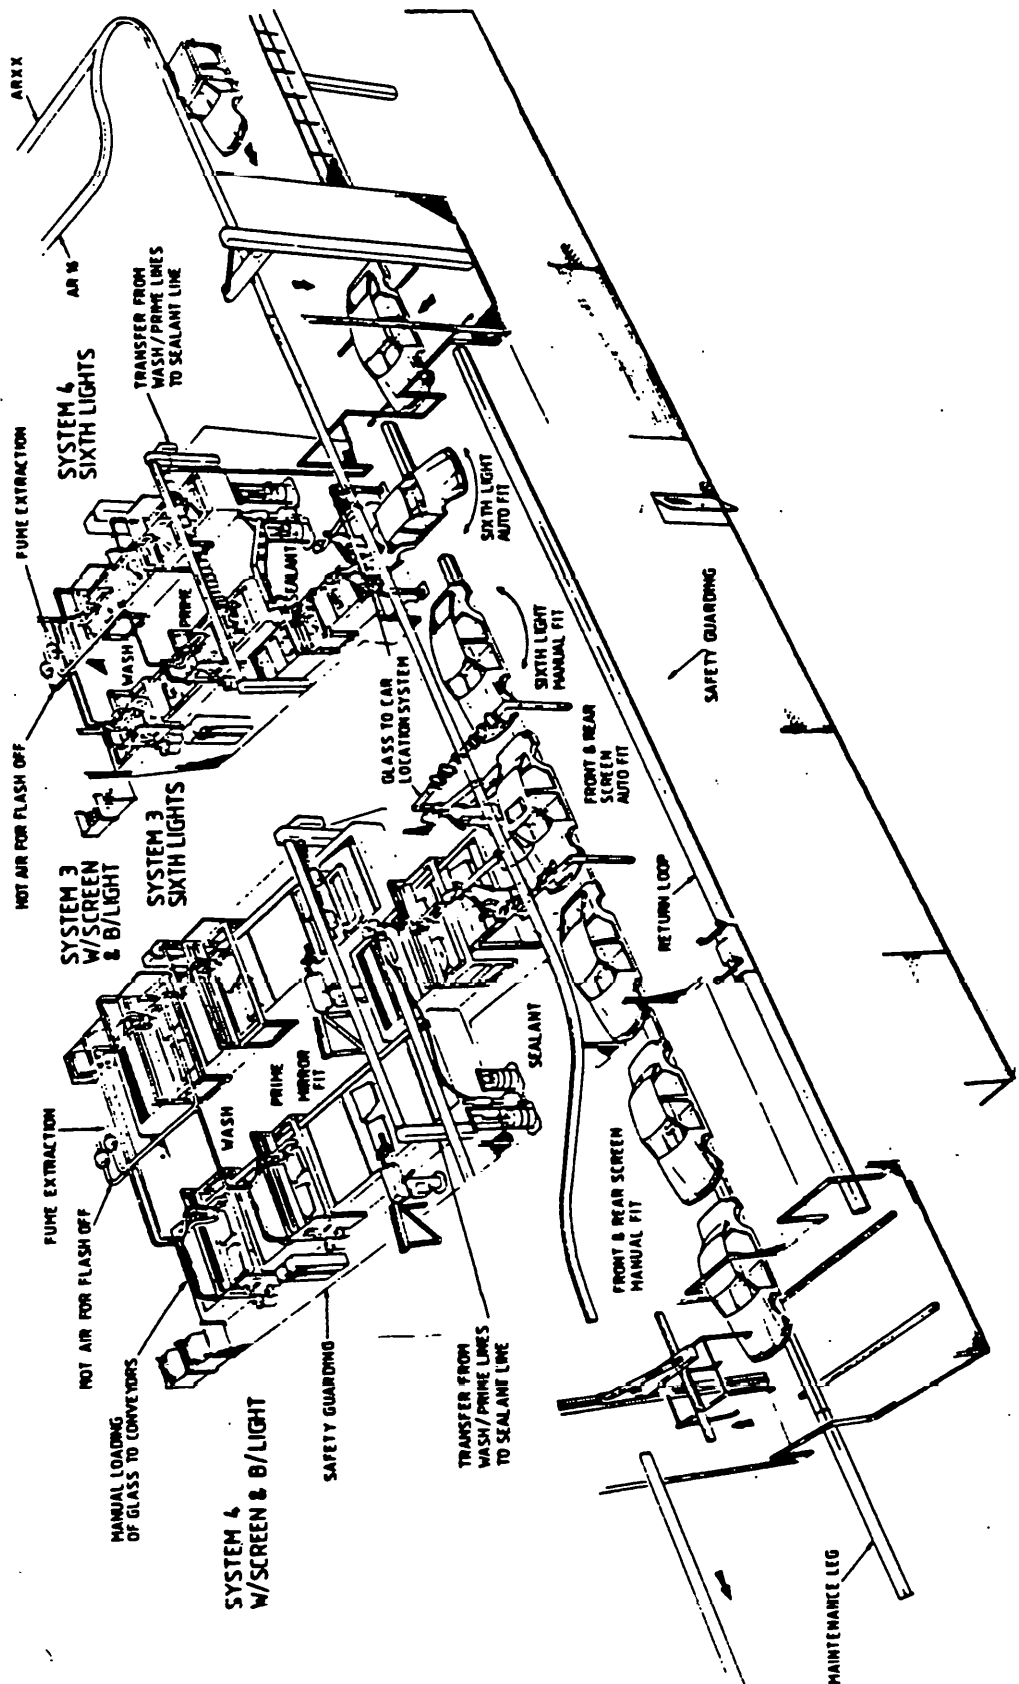 ARXX
AR 16
SYSTEM 4
SIXTH LIGHTS
TRANSFER FROM
WASH/PRIME LINES
TO SEALANT LINE
FUME EXTRACTION
HOT AIR FOR FLASH OFF
WASH
PRIME
SEALANT
SYSTEM 3
W/SCREEN
& B/LIGHT
SYSTEM 3
SIXTH LIGHTS
GLASS TO CAR
LOCATION SYSTEM
SIXTH LIGHT
AUTO FIT
SIXTH LIGHT
MANUAL FIT
FRONT & REAR
SCREEN
AUTO FIT
SAFETY GUARDING
RETURN LOOP
FUME EXTRACTION
HOT AIR FOR FLASH OFF
MANUAL LOADING
OF GLASS TO CONVEYORS
WASH
PRIME
MIRROR
FIT
SEALANT
SYSTEM 4
W/SCREEN & B/LIGHT
SAFETY GUARDING
TRANSFER FROM
WASH/PRIME LINES
TO SEALANT LINE
FRONT & REAR SCREEN
MANUAL FIT
MAINTENANCE LEG